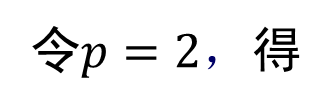 令p = 2，得